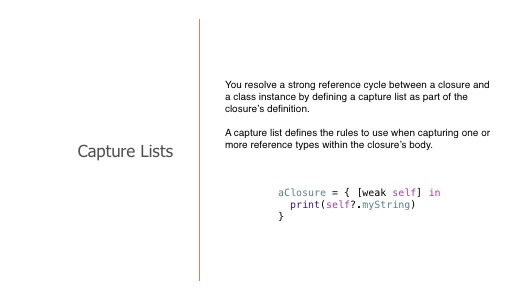 Capture Lists
You resolve a strong reference cycle between a closure and
a class instance by defining a capture list as part of the
closure’s definition.
A capture list defines the rules to use when capturing one or
more reference types within the closure’s body.
aClosure = { [weak self] in
  print(self?.myString)
}